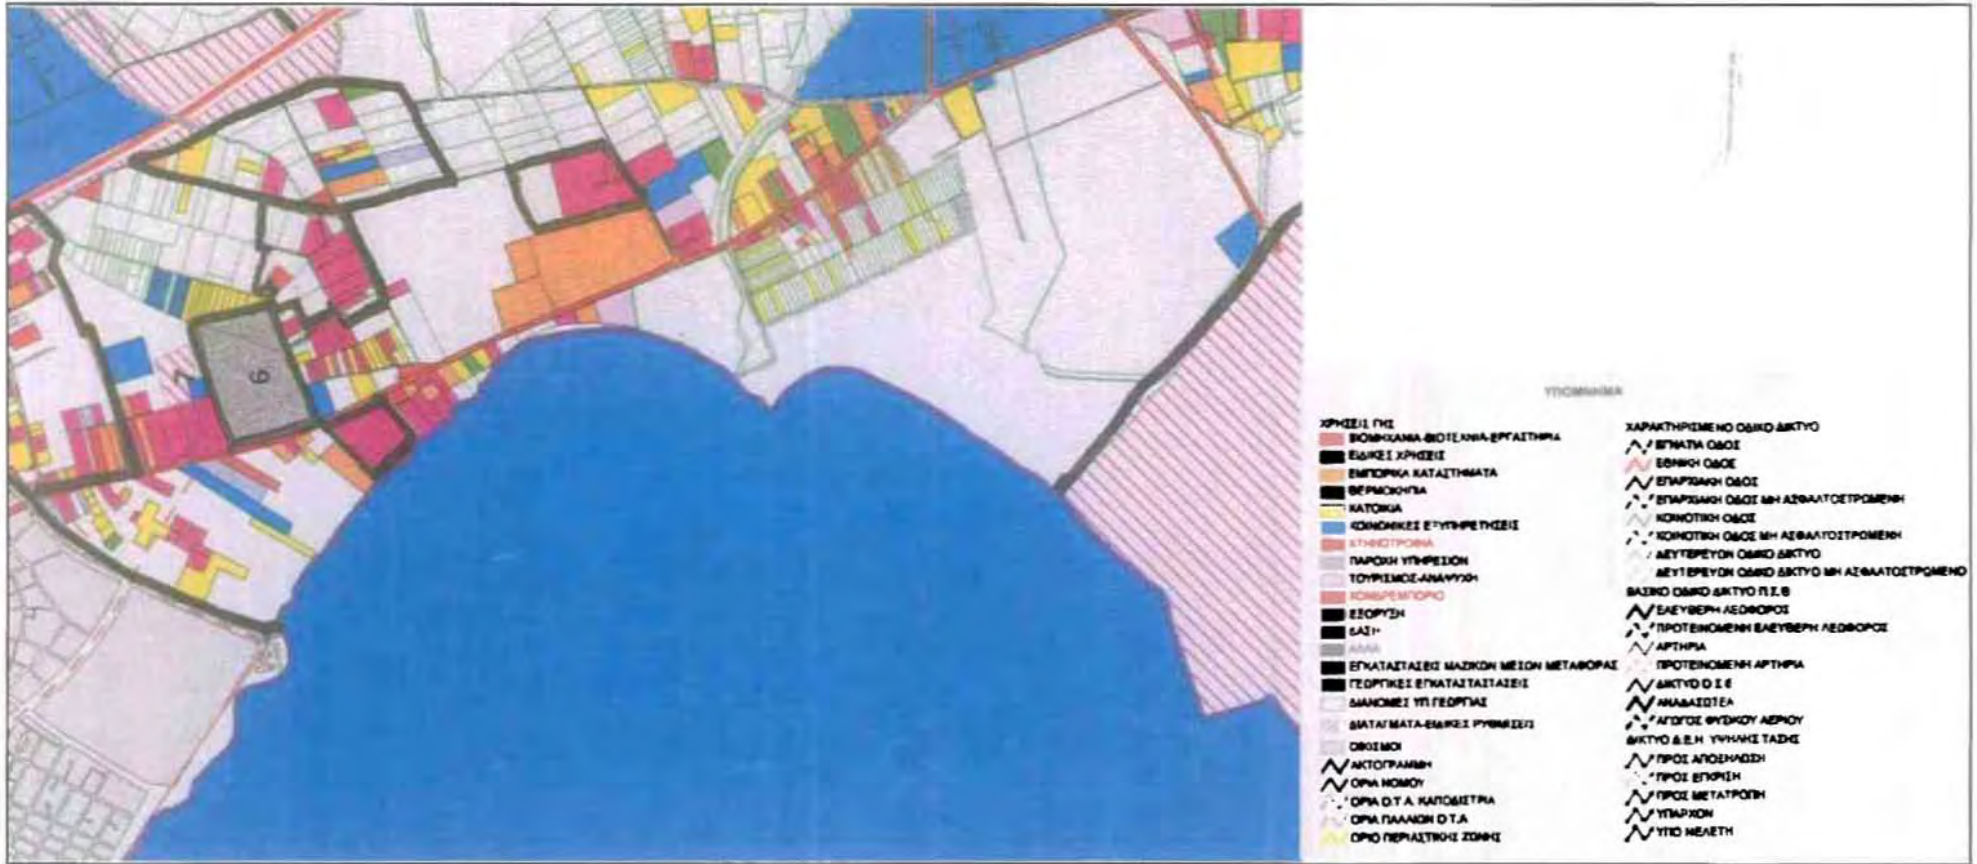 6
ΥΠΟΜΝΗΜΑ
ΧΡΗΣΕΙΣ ΓΗΣ
ΒΙΟΜΗΧΑΝΙΑ-ΒΙΟΤΕΧΝΙΑ-ΕΡΓΑΣΤΗΡΙΑ
ΕΙΔΙΚΕΣ ΧΡΗΣΕΙΣ
ΕΜΠΟΡΙΚΑ ΚΑΤΑΣΤΗΜΑΤΑ
ΘΕΡΜΟΚΗΠΙΑ
ΚΑΤΟΙΚΙΑ
ΚΟΙΝΩΝΙΚΕΣ ΕΞΥΠΗΡΕΤΗΣΕΙΣ
ΚΤΗΝΟΤΡΟΦΙΑ
ΠΑΡΟΧΗ ΥΠΗΡΕΣΙΩΝ
ΤΟΥΡΙΣΜΟΣ-ΑΝΑΨΥΧΗ
ΧΟΝΔΡΕΜΠΟΡΙΟ
ΕΞΟΡΥΞΗ
ΔΑΣΗ
ΑΛΛΑ
ΕΓΚΑΤΑΣΤΑΣΕΙΣ ΜΑΖΙΚΩΝ ΜΕΣΩΝ ΜΕΤΑΦΟΡΑΣ
ΓΕΩΡΓΙΚΕΣ ΕΓΚΑΤΑΣΤΑΣΤΑΣΕΙΣ
ΔΙΑΝΟΜΕΣ ΥΠ ΓΕΩΡΓΙΑΣ
ΔΙΑΤΑΓΜΑΤΑ-ΕΙΔΙΚΕΣ ΡΥΘΜΙΣΕΙΣ
ΟΙΚΙΣΜΟΙ
ΑΚΤΟΓΡΑΜΜΗ
ΟΡΙΑ ΝΟΜΟΥ
ΟΡΙΑ Ο.Τ.Α. ΚΑΠΟΔΙΣΤΡΙΑ
ΟΡΙΑ ΠΑΛΑΙΩΝ Ο.Τ.Α
ΟΡΙΟ ΠΕΡΙΑΣΤΙΚΗΣ ΖΩΝΗΣ
ΧΑΡΑΚΤΗΡΙΣΜΕΝΟ ΟΔΙΚΟ ΔΙΚΤΥΟ
ΕΓΝΑΤΙΑ ΟΔΟΣ
ΕΘΝΙΚΗ ΟΔΟΣ
ΕΠΑΡΧΙΑΚΗ ΟΔΟΣ
ΕΠΑΡΧΙΑΚΗ ΟΔΟΣ ΜΗ ΑΣΦΑΛΤΟΣΤΡΩΜΕΝΗ
ΚΟΙΝΟΤΙΚΗ ΟΔΟΣ
ΚΟΙΝΟΤΙΚΗ ΟΔΟΣ ΜΗ ΑΣΦΑΛΤΟΣΤΡΩΜΕΝΗ
ΔΕΥΤΕΡΕΥΟΝ ΟΔΙΚΟ ΔΙΚΤΥΟ
ΔΕΥΤΕΡΕΥΟΝ ΟΔΙΚΟ ΔΙΚΤΥΟ ΜΗ ΑΣΦΑΛΤΟΣΤΡΩΜΕΝΟ
ΒΑΣΙΚΟ ΟΔΙΚΟ ΔΙΚΤΥΟ Π.Σ.Θ
ΕΛΕΥΘΕΡΗ ΛΕΩΦΟΡΟΣ
ΠΡΟΤΕΙΝΟΜΕΝΗ ΕΛΕΥΘΕΡΗ ΛΕΩΦΟΡΟΣ
ΑΡΤΗΡΙΑ
ΠΡΟΤΕΙΝΟΜΕΝΗ ΑΡΤΗΡΙΑ
ΔΙΚΤΥΟ Ο Σ Ε
ΑΝΑΔΑΣΩΤΕΑ
ΑΓΩΓΟΣ ΦΥΣΙΚΟΥ ΑΕΡΙΟΥ
ΔΙΚΤΥΟ Δ.Ε.Η. ΥΨΗΛΗΣ ΤΑΣΗΣ
ΠΡΟΣ ΑΠΟΞΗΛΩΣΗ
ΠΡΟΣ ΕΓΚΡΙΣΗ
ΠΡΟΣ ΜΕΤΑΤΡΟΠΗ
ΥΠΑΡΧΟΝ
ΥΠΟ ΜΕΛΕΤΗ